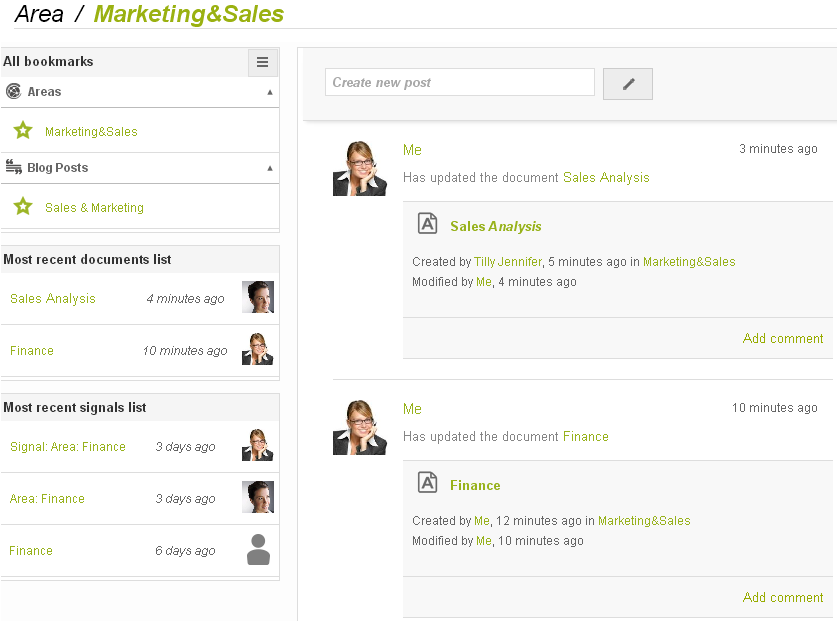 Area / Marketing&Sales
All bookmarks
Areas
Marketing&Sales
Blog Posts
Sales & Marketing
Most recent documents list
Sales Analysis 4 minutes ago
Finance 10 minutes ago
Most recent signals list
Signal: Area: Finance 3 days ago
Area: Finance 3 days ago
Finance 6 days ago
Create new post
Me 3 minutes ago
Has updated the document Sales Analysis
Sales Analysis
Created by Tilly Jennifer, 5 minutes ago in Marketing&Sales
Modified by Me, 4 minutes ago
Add comment
Me 10 minutes ago
Has updated the document Finance
Finance
Created by Me, 12 minutes ago in Marketing&Sales
Modified by Me, 10 minutes ago
Add comment